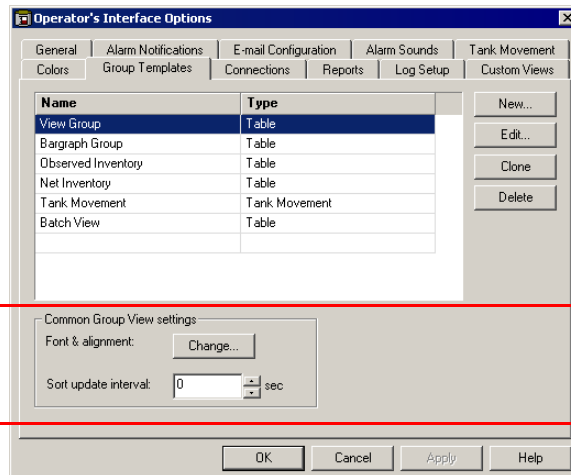 Operator's Interface Options
General Alarm Notifications E-mail Configuration Alarm Sounds Tank Movement
Colors Group Templates Connections Reports Log Setup Custom Views
Name Type
View Group Table
Bargraph Group Table
Observed Inventory Table
Net Inventory Table
Tank Movement Tank Movement
Batch View Table
New...
Edit...
Clone
Delete
Common Group View settings
Font & alignment: Change...
Sort update interval: 0 sec
OK Cancel Apply Help